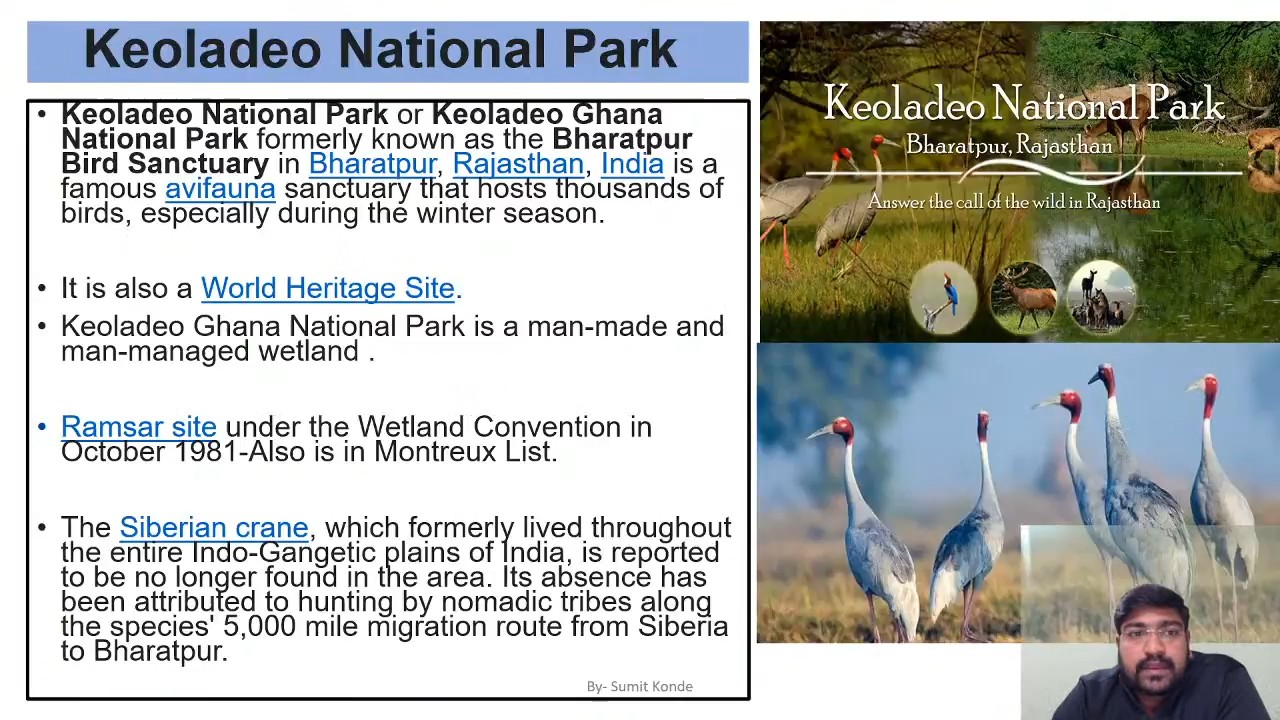 Keoladeo National Park
• Keoladeo National Park or Keoladeo Ghana
National Park formerly known as the Bharatpur
Bird Sanctuary in Bharatpur, Rajasthan, India is a
famous avifauna sanctuary that hosts thousands of
birds, especially during the winter season.
• It is also a World Heritage Site.
• Keoladeo Ghana National Park is a man-made and
man-managed wetland .
• Ramsar site under the Wetland Convention in
October 1981-Also is in Montreux List.
• The Siberian crane, which formerly lived throughout
the entire Indo-Gangetic plains of India, is reported
to be no longer found in the area. Its absence has
been attributed to hunting by nomadic tribes along
the species' 5,000 mile migration route from Siberia
to Bharatpur.
By- Sumit Konde
Keoladeo National Park
Bharatpur, Rajasthan
Answer the call of the wild in Rajasthan